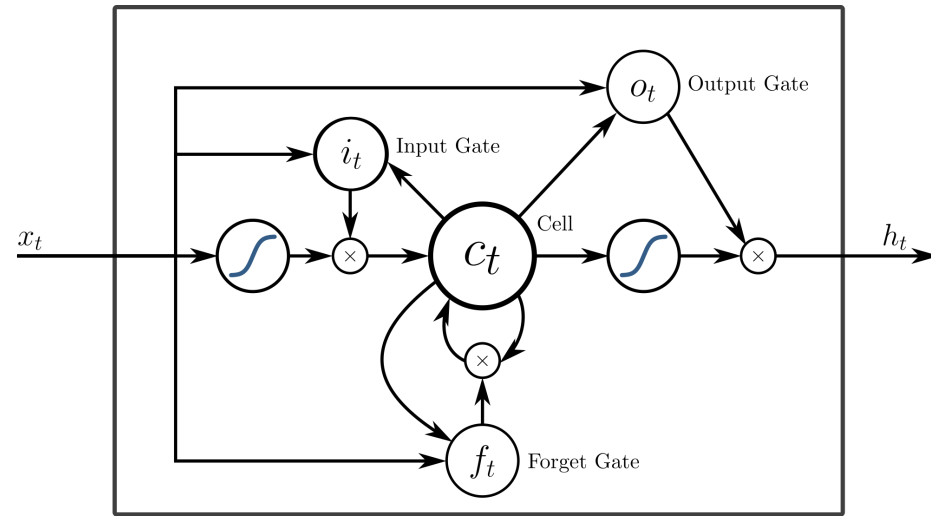 o_t Output Gate
i_t Input Gate
x_t
Cell
h_t
×
c_t
×
×
f_t Forget Gate